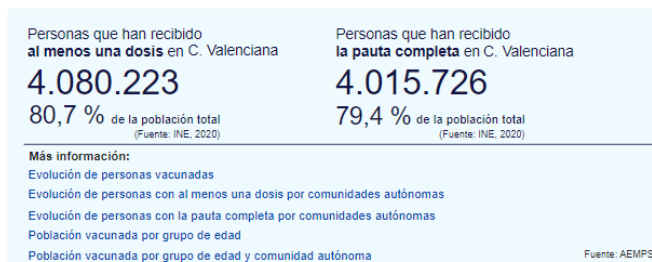 Personas que han recibido
al menos una dosis en C. Valenciana
4.080.223
80,7 % de la población total
(Fuente: INE, 2020)
Personas que han recibido
la pauta completa en C. Valenciana
4.015.726
79,4 % de la población total
(Fuente: INE, 2020)
Más información:
Evolución de personas vacunadas
Evolución de personas con al menos una dosis por comunidades autónomas
Evolución de personas con la pauta completa por comunidades autónomas
Población vacunada por grupo de edad
Población vacunada por grupo de edad y comunidad autónoma
Fuente: AEMPS